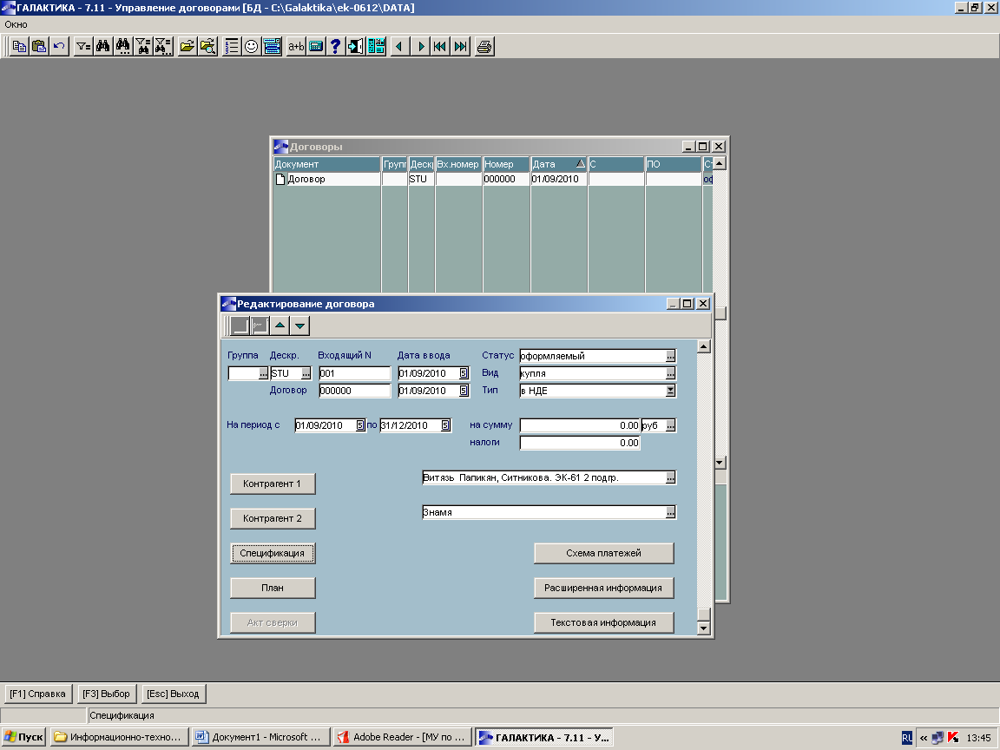 ГАЛАКТИКА - 7.11 - Управление договорами [БД - C:\Galaktika\ek-0612\DATA]
Окно
a+b
Договоры
Документ Групп Дескр Вх.номер Номер Дата С ПО Ст
Договор STU 000000 01/09/2010 оф
Редактирование договора
Группа Дескр. Входящий N Дата ввода Статус оформляемый
STU 001 01/09/2010 Вид купля
Договор 000000 01/09/2010 Тип в НДЕ
На период с 01/09/2010 по 31/12/2010 на сумму 0.00 руб
налоги 0.00
Контрагент 1 Витязь Папикян, Ситникова. ЭК-61 2 подгр.
Контрагент 2 Знамя
Спецификация Схема платежей
План Расширенная информация
Акт сверки Текстовая информация
[F1] Справка [F3] Выбор [Esc] Выход
Спецификация
Пуск Информационно-техно... Документ1 - Microsoft ... Adobe Reader - [МУ по ... ГАЛАКТИКА - 7.11 - У... RL « 13:45